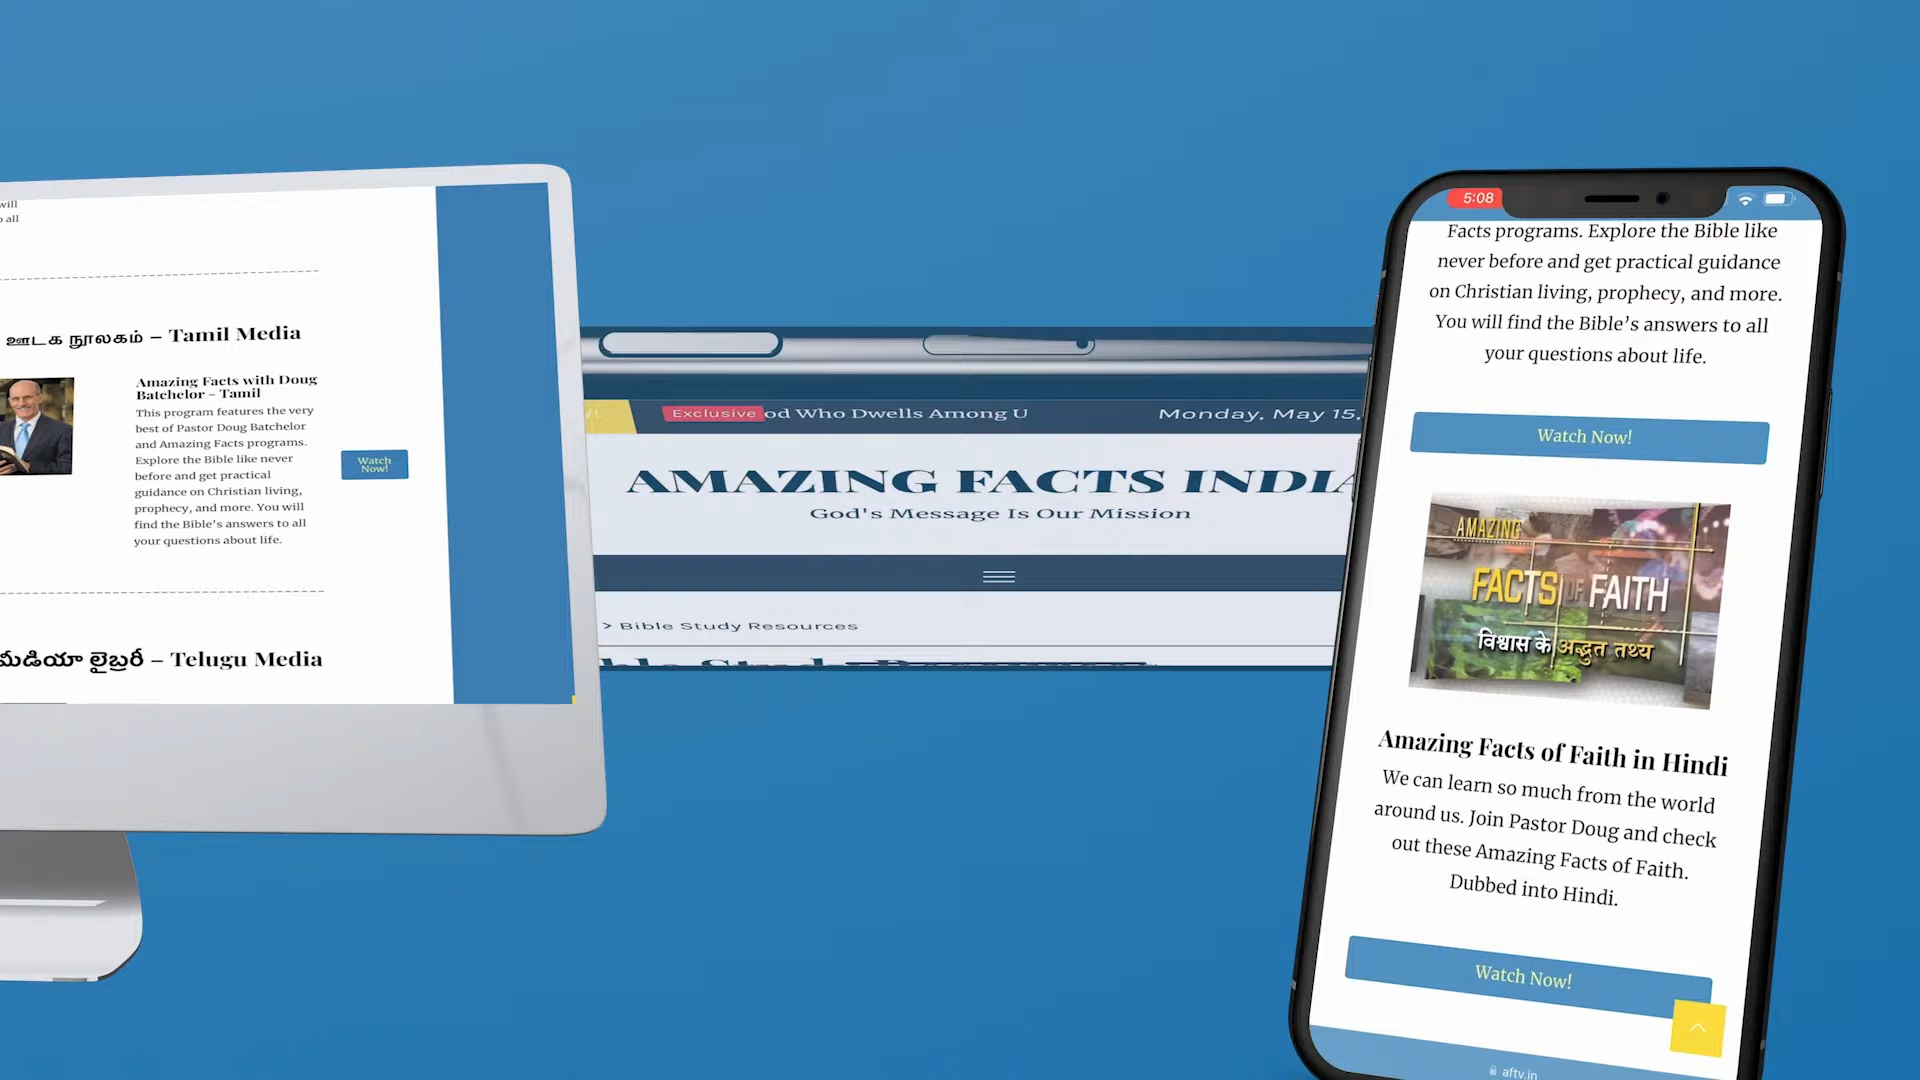 will
all
ஊடக நூலகம் – Tamil Media
Amazing Facts with Doug
Batchelor – Tamil
This program features the very
best of Pastor Doug Batchelor
and Amazing Facts programs.
Explore the Bible like never
before and get practical
guidance on Christian living,
prophecy, and more. You will
find the Bible's answers to all
your questions about life.
Watch
Now!
మీడియా లైబ్రరీ – Telugu Media
Exclusive od Who Dwells Among U
Monday, May 15,
AMAZING FACTS INDIA
God's Message Is Our Mission
> Bible Study Resources
5:08
Facts programs. Explore the Bible like
never before and get practical guidance
on Christian living, prophecy, and more.
You will find the Bible's answers to all
your questions about life.
Watch Now!
AMAZING
FACTS OF FAITH
विश्वास के अद्भुत तथ्य
Amazing Facts of Faith in Hindi
We can learn so much from the world
around us. Join Pastor Doug and check
out these Amazing Facts of Faith.
Dubbed into Hindi.
Watch Now!
aftv.in